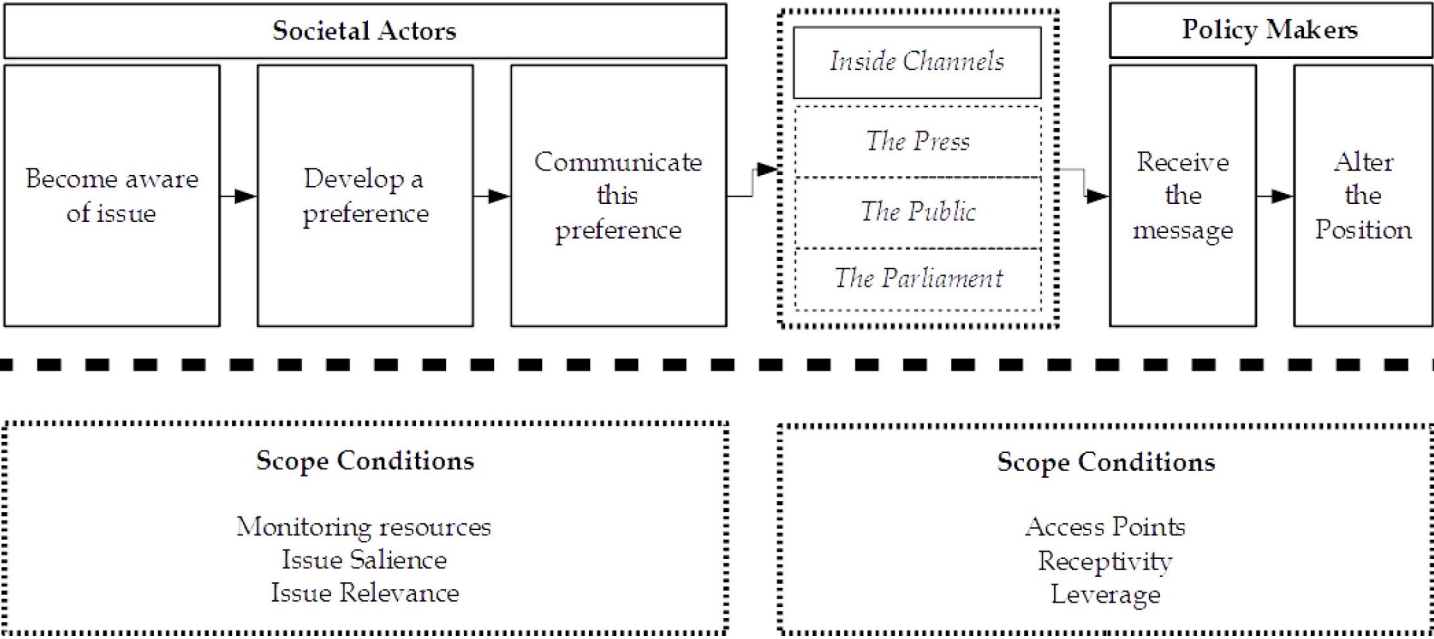 Societal Actors
Become aware
of issue
Develop a
preference
Communicate
this
preference
Inside Channels
The Press
The Public
The Parliament
Policy Makers
Receive
the
message
Alter
the
Position
Scope Conditions
Monitoring resources
Issue Salience
Issue Relevance
Scope Conditions
Access Points
Receptivity
Leverage